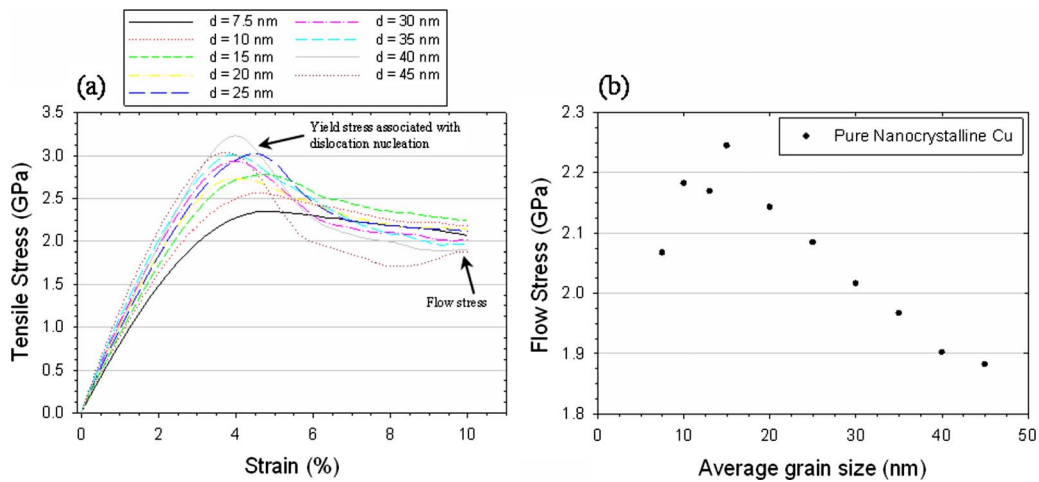 d = 7.5 nm
d = 10 nm
d = 15 nm
d = 20 nm
d = 25 nm
d = 30 nm
d = 35 nm
d = 40 nm
d = 45 nm
(a)
Yield stress associated with
dislocation nucleation
Flow stress
Tensile Stress (GPa)
3.5
3.0
2.5
2.0
1.5
1.0
0.5
0.0
0 2 4 6 8 10
Strain (%)
(b)
Pure Nanocrystalline Cu
Flow Stress (GPa)
2.3
2.2
2.1
2.0
1.9
1.8
0 10 20 30 40 50
Average grain size (nm)